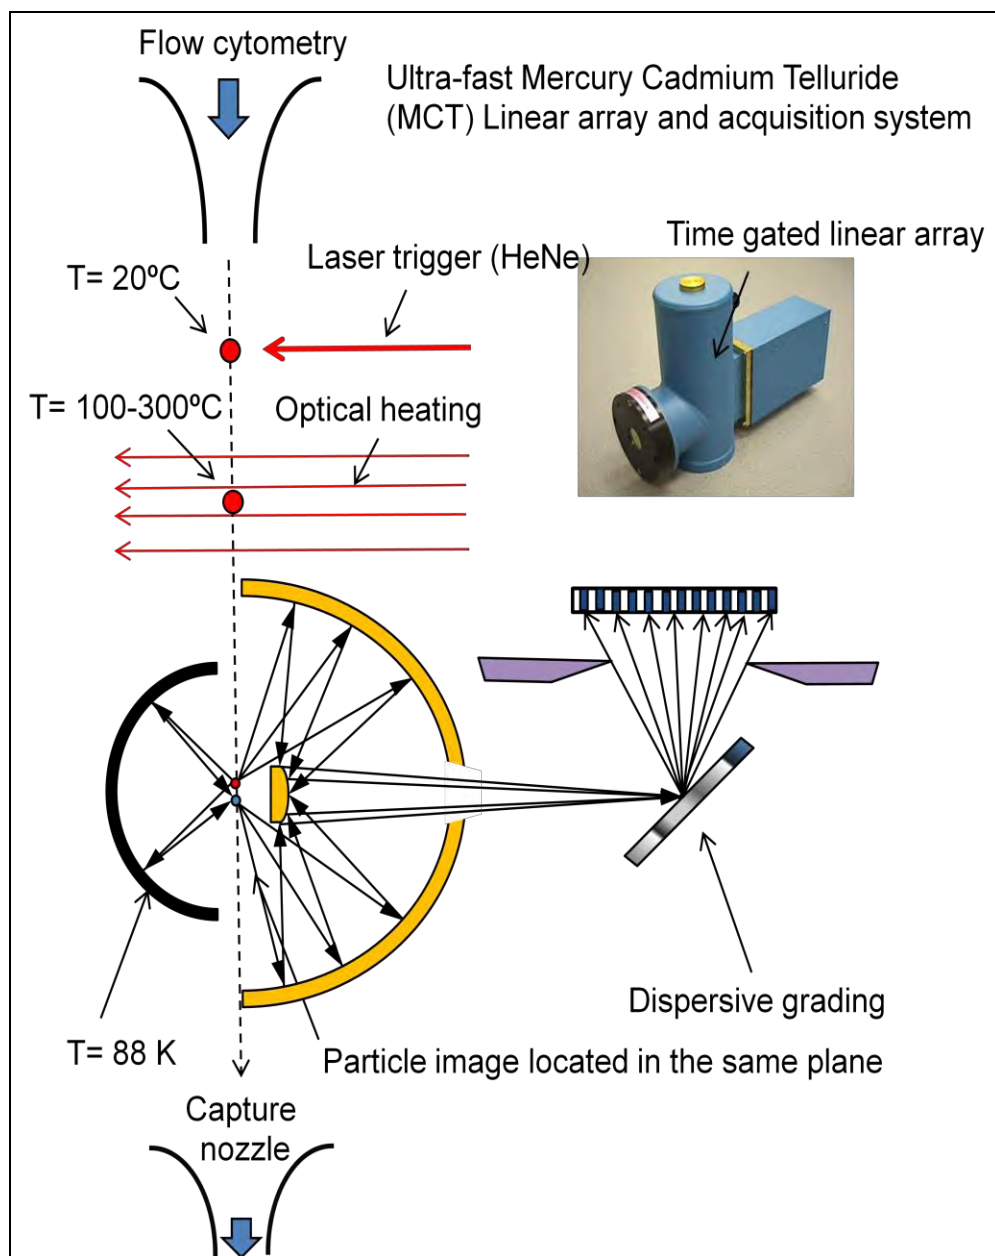 Flow cytometry
Ultra-fast Mercury Cadmium Telluride
(MCT) Linear array and acquisition system
Time gated linear array
Laser trigger (HeNe)
T= 20ºC
T= 100-300ºC
Optical heating
Dispersive grading
T= 88 K
Particle image located in the same plane
Capture
nozzle